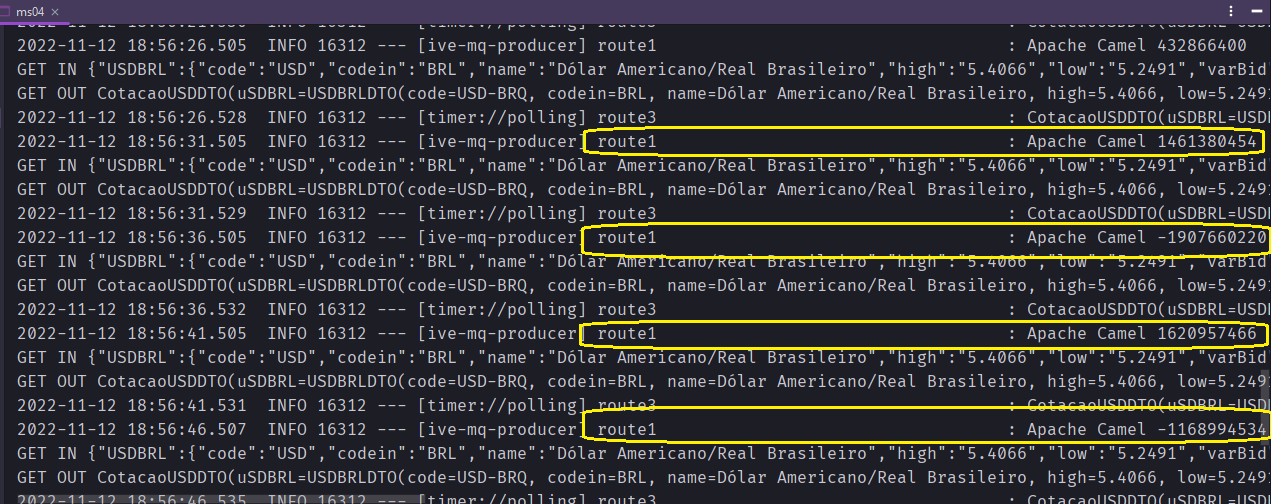 ms04 ×
2022-11-12 18:56:26.505  INFO 16312 --- [ive-mq-producer] route1 : Apache Camel 432866400
GET IN {"USDBRL":{"code":"USD","codein":"BRL","name":"Dólar Americano/Real Brasileiro","high":"5.4066","low":"5.2491","varBid
GET OUT CotacaoUSDDTO(uSDBRL=USDBRLDTO(code=USD-BRQ, codein=BRL, name=Dólar Americano/Real Brasileiro, high=5.4066, low=5.2491
2022-11-12 18:56:26.528  INFO 16312 --- [timer://polling] route3 : CotacaoUSDDTO(uSDBRL=USD
2022-11-12 18:56:31.505  INFO 16312 --- [ive-mq-producer] route1 : Apache Camel 1461380454
GET IN {"USDBRL":{"code":"USD","codein":"BRL","name":"Dólar Americano/Real Brasileiro","high":"5.4066","low":"5.2491","varBid
GET OUT CotacaoUSDDTO(uSDBRL=USDBRLDTO(code=USD-BRQ, codein=BRL, name=Dólar Americano/Real Brasileiro, high=5.4066, low=5.2491
2022-11-12 18:56:31.529  INFO 16312 --- [timer://polling] route3 : CotacaoUSDDTO(uSDBRL=USD
2022-11-12 18:56:36.505  INFO 16312 --- [ive-mq-producer] route1 : Apache Camel -1907660220
GET IN {"USDBRL":{"code":"USD","codein":"BRL","name":"Dólar Americano/Real Brasileiro","high":"5.4066","low":"5.2491","varBid
GET OUT CotacaoUSDDTO(uSDBRL=USDBRLDTO(code=USD-BRQ, codein=BRL, name=Dólar Americano/Real Brasileiro, high=5.4066, low=5.2491
2022-11-12 18:56:36.532  INFO 16312 --- [timer://polling] route3 : CotacaoUSDDTO(uSDBRL=USD
2022-11-12 18:56:41.505  INFO 16312 --- [ive-mq-producer] route1 : Apache Camel 1620957466
GET IN {"USDBRL":{"code":"USD","codein":"BRL","name":"Dólar Americano/Real Brasileiro","high":"5.4066","low":"5.2491","varBid
GET OUT CotacaoUSDDTO(uSDBRL=USDBRLDTO(code=USD-BRQ, codein=BRL, name=Dólar Americano/Real Brasileiro, high=5.4066, low=5.2491
2022-11-12 18:56:41.531  INFO 16312 --- [timer://polling] route3 : CotacaoUSDDTO(uSDBRL=USD
2022-11-12 18:56:46.507  INFO 16312 --- [ive-mq-producer] route1 : Apache Camel -1168994534
GET IN {"USDBRL":{"code":"USD","codein":"BRL","name":"Dólar Americano/Real Brasileiro","high":"5.4066","low":"5.2491","varBid
GET OUT CotacaoUSDDTO(uSDBRL=USDBRLDTO(code=USD-BRQ, codein=BRL, name=Dólar Americano/Real Brasileiro, high=5.4066, low=5.2491
2022-11-12 18:56:46.535  INFO 16312 --- [timer://polling] route3